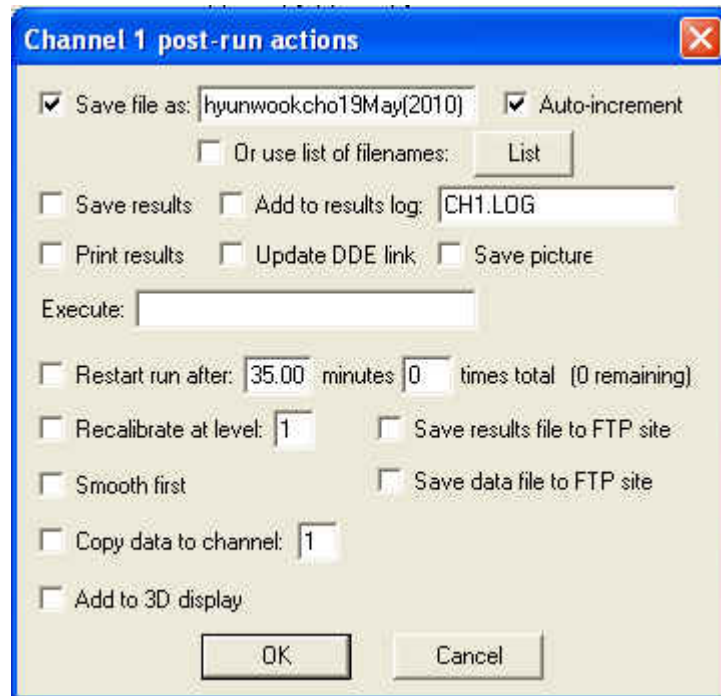 Channel 1 post-run actions
Save file as: hyunwookcho19May(2010) Auto-increment
Or use list of filenames: List
Save results Add to results log: CH1.LOG
Print results Update DDE link Save picture
Execute:
Restart run after: 35.00 minutes 0 times total (0 remaining)
Recalibrate at level: 1 Save results file to FTP site
Smooth first Save data file to FTP site
Copy data to channel: 1
Add to 3D display
OK Cancel